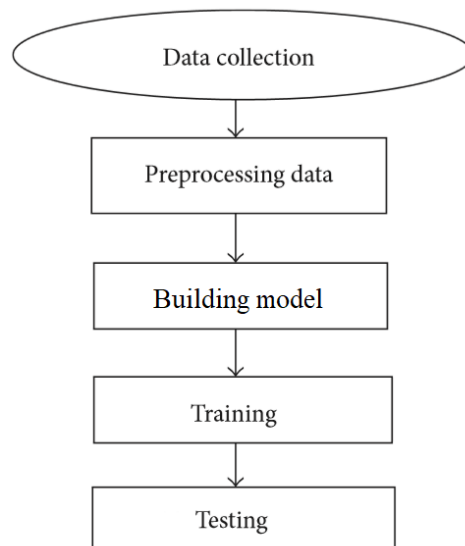 Data collection
Preprocessing data
Building model
Training
Testing